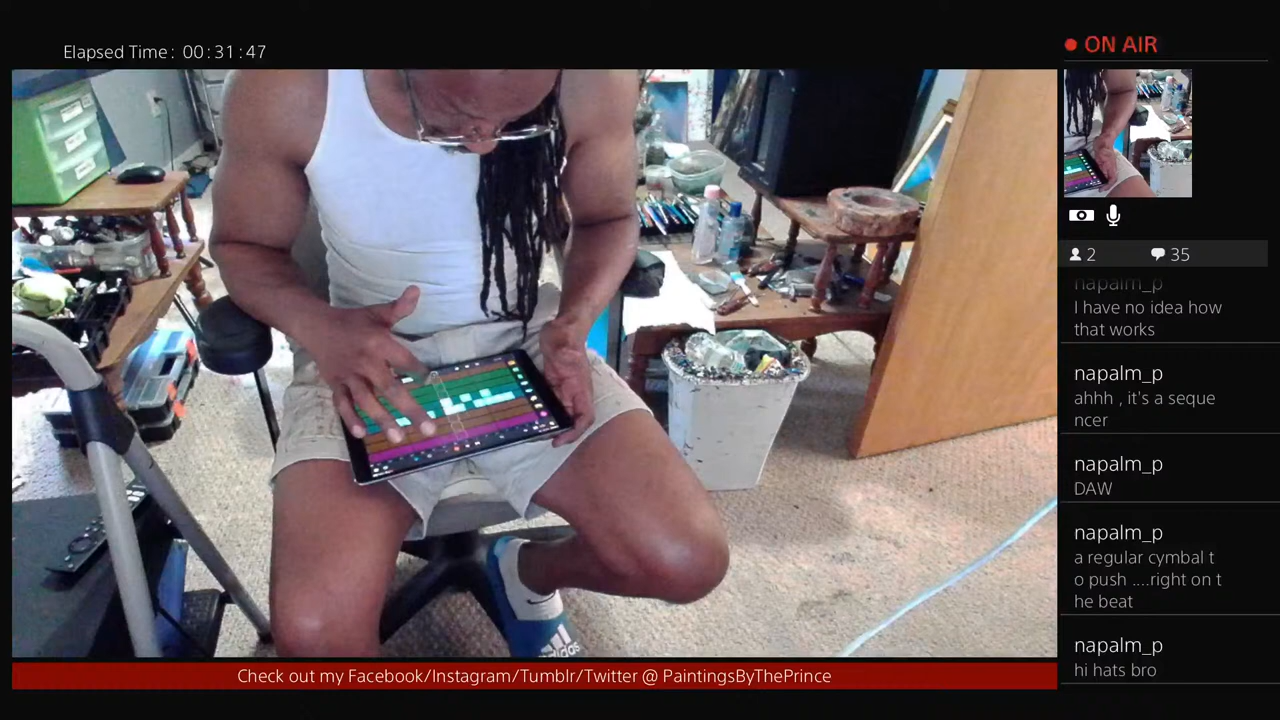 Elapsed Time: 00:31:47
ON AIR
2
35
napalm_p
I have no idea how
that works
napalm_p
ahhh , it's a seque
ncer
napalm_p
DAW
napalm_p
a regular cymbal t
o push ....right on t
he beat
napalm_p
hi hats bro
adidas
Check out my Facebook/Instagram/Tumblr/Twitter @ PaintingsByThePrince